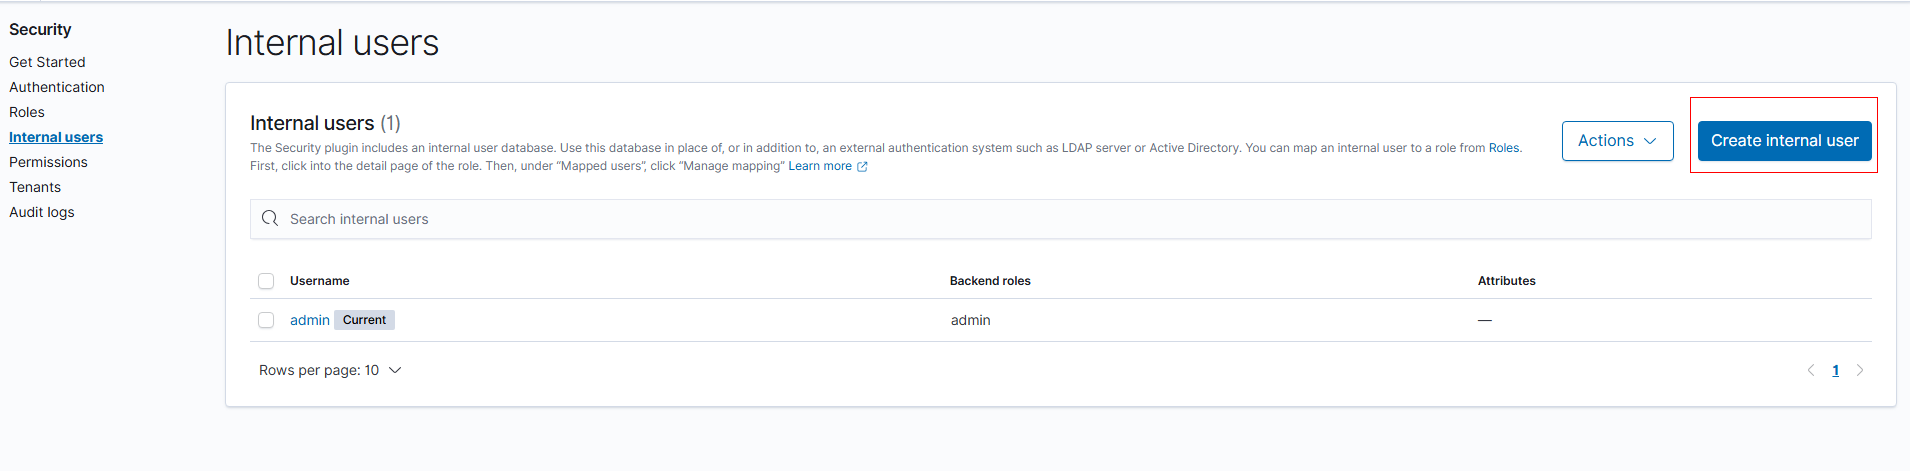 Security
Get Started
Authentication
Roles
Internal users
Permissions
Tenants
Audit logs
Internal users
Internal users (1)
The Security plugin includes an internal user database. Use this database in place of, or in addition to, an external authentication system such as LDAP server or Active Directory. You can map an internal user to a role from Roles.
First, click into the detail page of the role. Then, under “Mapped users”, click “Manage mapping” Learn more
Actions
Create internal user
Search internal users
Username Backend roles Attributes
admin Current admin —
Rows per page: 10
1